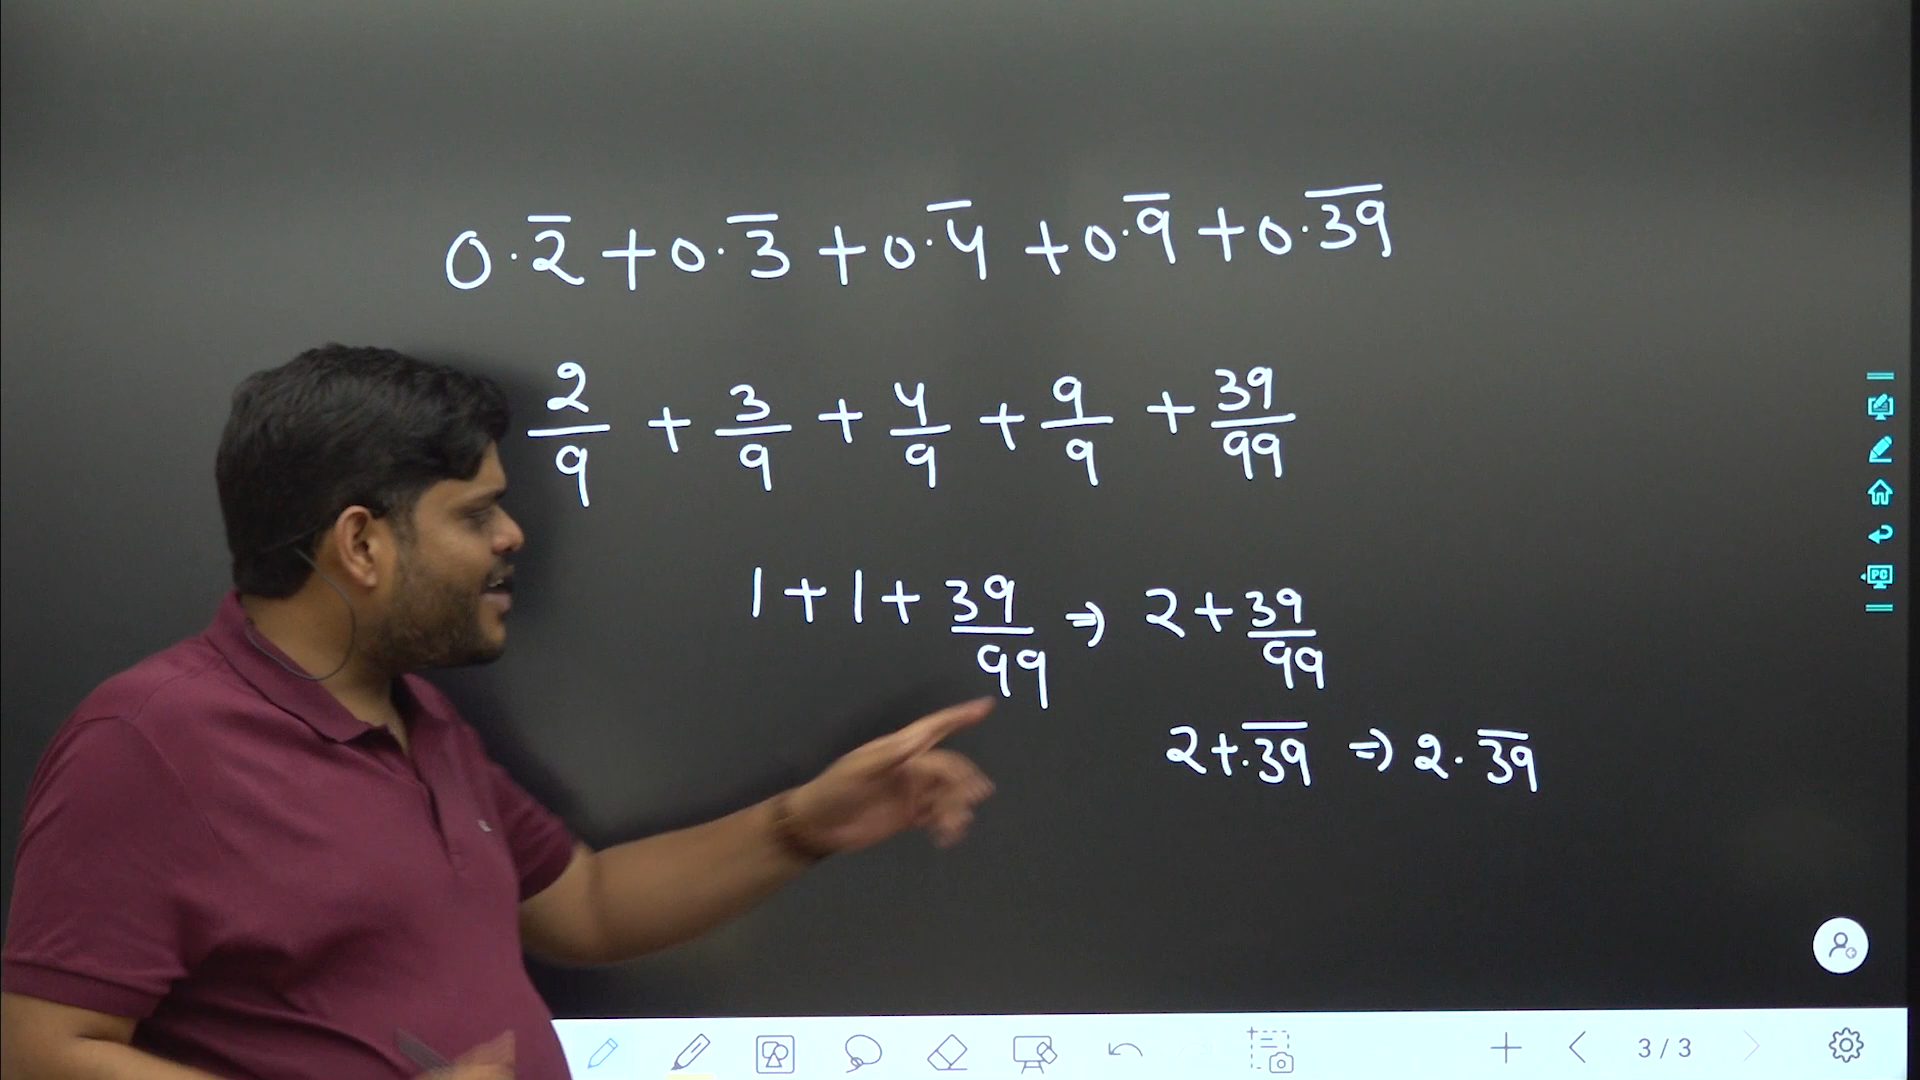 0.2̅ + 0.3̅ + 0.4̅ + 0.9̅ + 0.3̅9̅
2/9 + 3/9 + 4/9 + 9/9 + 39/99
1 + 1 + 39/99 ⇒ 2 + 39/99
2 + .3̅9̅ ⇒ 2.3̅9̅
3 / 3